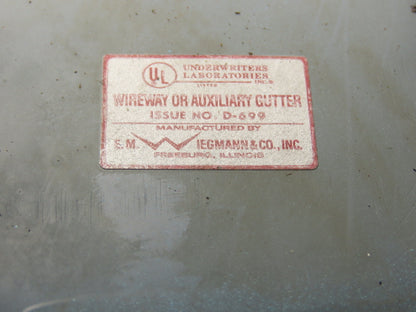 UL UNDERWRITERS
LABORATORIES INC.®
LISTED
WIREWAY OR AUXILIARY GUTTER
ISSUE NO. D-699
MANUFACTURED BY
E. M. WIEGMANN & CO., INC.
FREEBURG, ILLINOIS